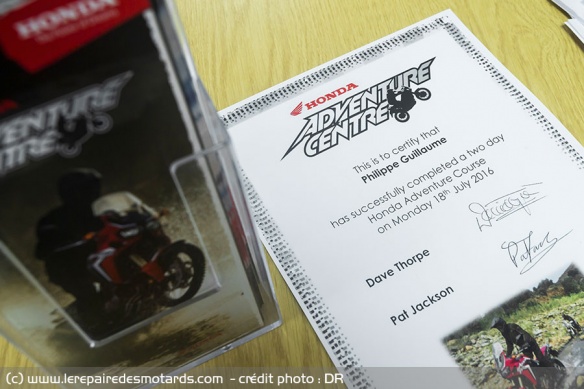 HONDA
ADVENTURE
CENTRE
HONDA
ADVENTURE
CENTRE
This is to certify that
Philippe Guillaume
has successfully completed a two day
Honda Adventure Course
on Monday 18th July 2016
Dave Thorpe
Pat Jackson
(c) www.lerepairedesmotards.com - crédit photo : DR